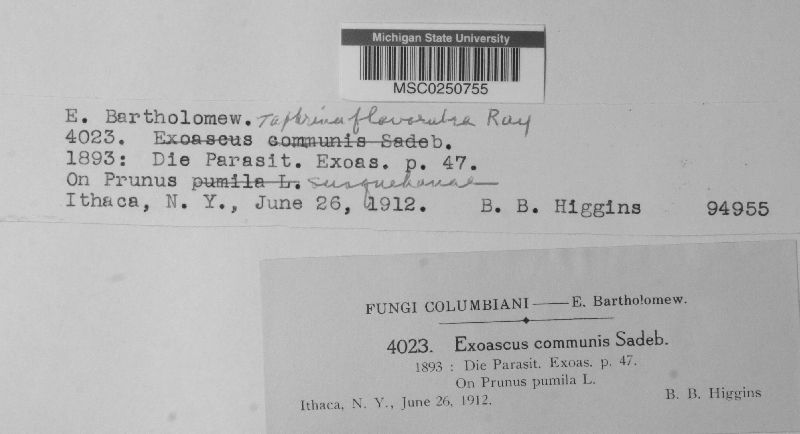 Michigan State University
MSC0250755
E. Bartholomew. Taphrina flavorubra Ray
4023. Exoascus communis Sadeb.
1893: Die Parasit. Exoas. p. 47.
On Prunus pumila L. susquehanae
Ithaca, N. Y., June 26, 1912. B. B. Higgins 94955
FUNGI COLUMBIANI — E. Bartholomew.
4023. Exoascus communis Sadeb.
1893 : Die Parasit. Exoas. p. 47.
On Prunus pumila L.
Ithaca, N. Y., June 26, 1912. B. B. Higgins